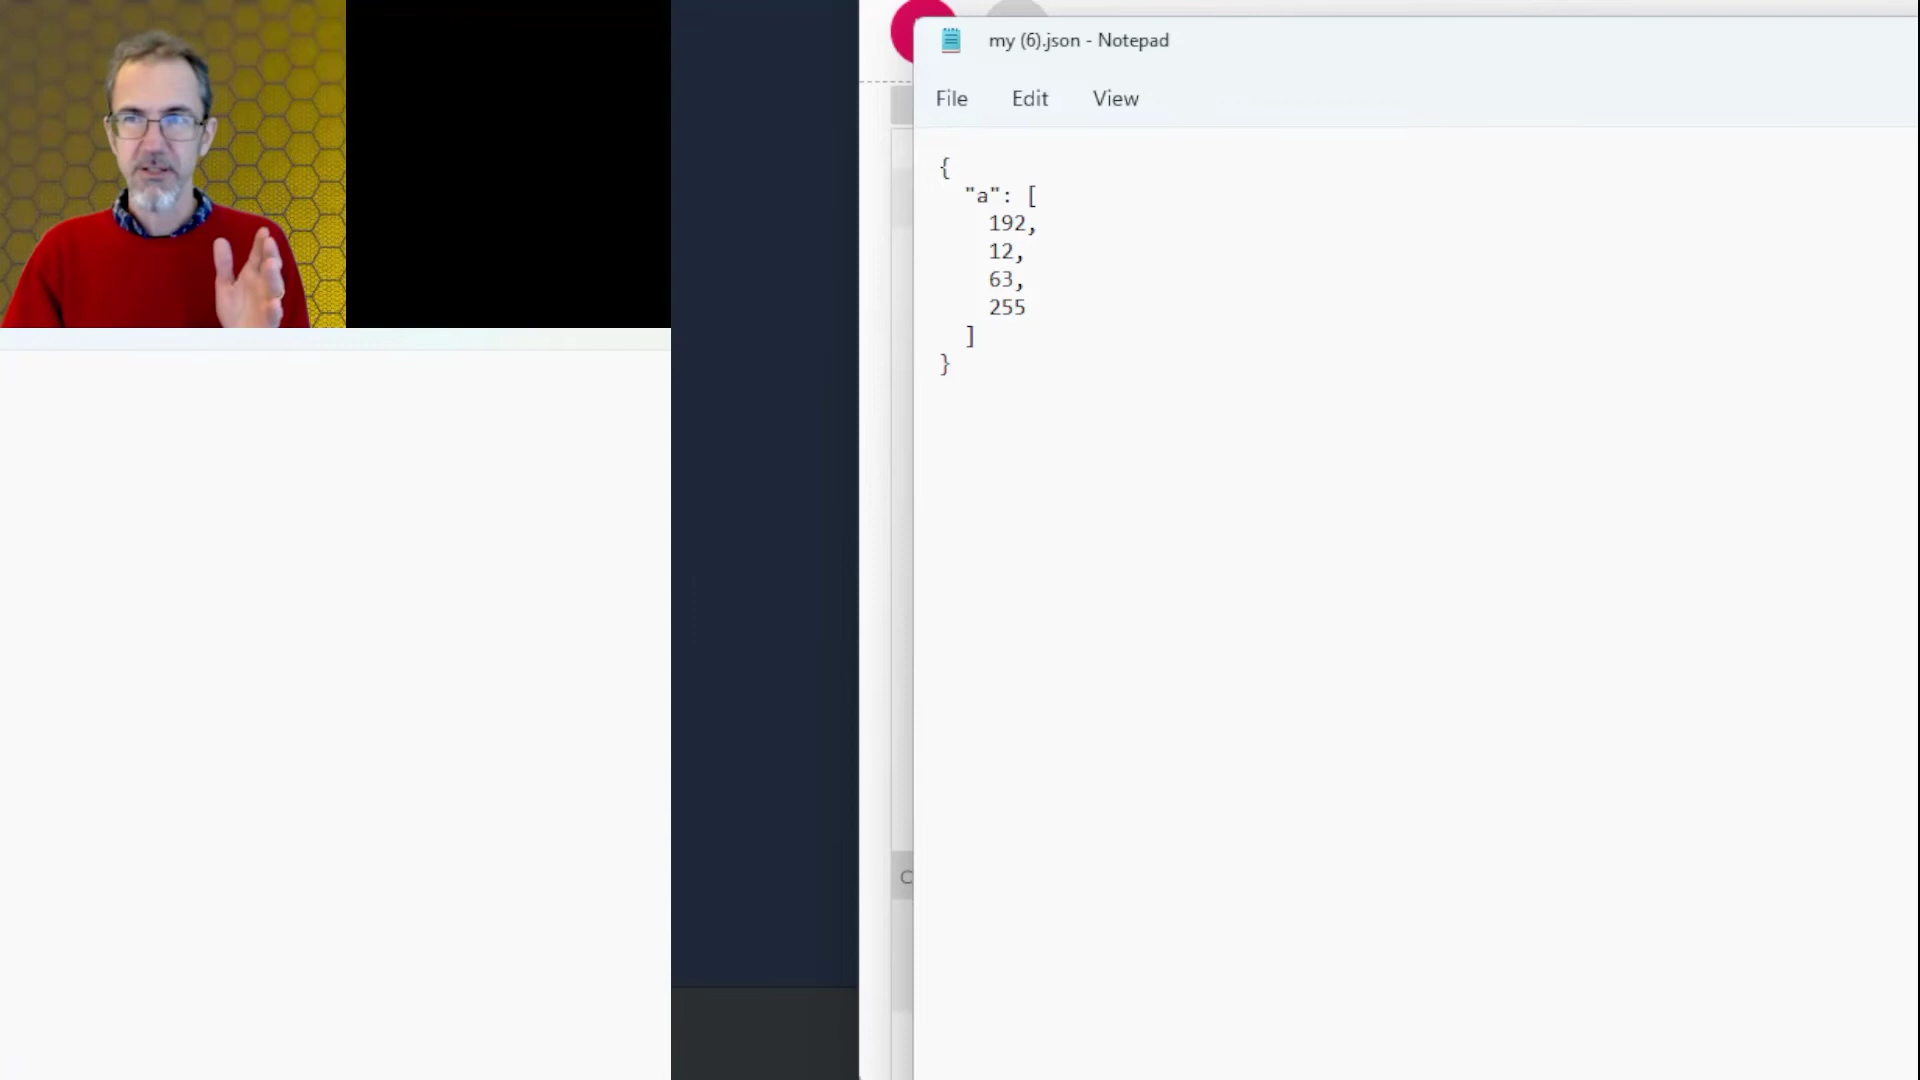 my (6).json - Notepad
File Edit View
{
"a": [
192,
12,
63,
255
]
}
C